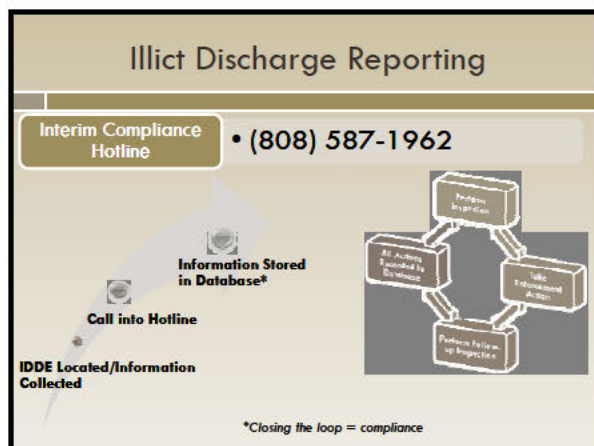 Illict Discharge Reporting
Interim Compliance
Hotline
• (808) 587-1962
Perform
Inspection
All Actions
Recorded in
Database
Take
Enforcement
Action
Perform Follow-
up Inspection
Information Stored
in Database*
Call into Hotline
IDDE Located/Information
Collected
*Closing the loop = compliance